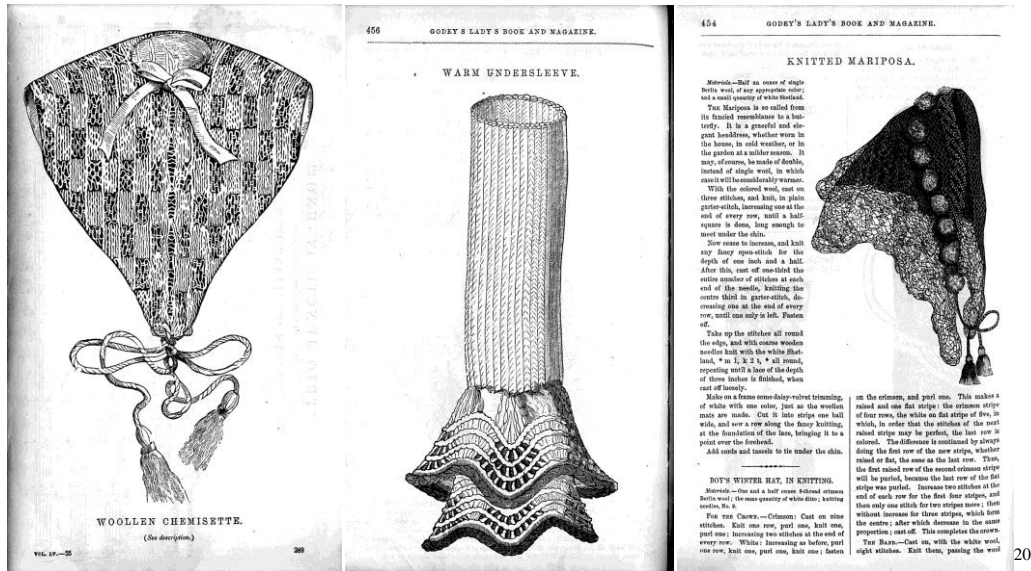 WOOLLEN CHEMISETTE.
(See description.)
VOL. LV.—25
289
456
GODEY'S LADY'S BOOK AND MAGAZINE.
WARM UNDERSLEEVE.
454
GODEY'S LADY'S BOOK AND MAGAZINE.
KNITTED MARIPOSA.
Materials.—Half an ounce of single
Berlin wool, of any appropriate color;
and a small quantity of white Shetland.
THE Mariposa is so called from
its fancied resemblance to a but-
terfly. It is a graceful and ele-
gant headdress, whether worn in
the house, in cold weather, or in
the garden at a milder season. It
may, of course, be made of double,
instead of single wool, in which
case it will be considerably warmer.
With the colored wool, cast on
three stitches, and knit, in plain
garter-stitch, increasing one at the
end of every row, until a half-
square is done, long enough to
meet under the chin.
Now cease to increase, and knit
any fancy open-stitch for the
depth of one inch and a half.
After this, cast off one-third the
entire number of stitches at each
end of the needle, knitting the
centre third in garter-stitch, de-
creasing one at the end of every
row, until one only is left. Fasten
off.
Take up the stitches all round
the edge, and with coarse wooden
needles knit with the white Shet-
land, * m 1, k 2 t, * all round,
repeating until a lace of the depth
of three inches is finished, when
cast off loosely.
Make on a frame some daisy-velvet trimming,
of white with one color, just as the woollen
mats are made. Cut it into strips one ball
wide, and sew a row along the fancy knitting,
at the foundation of the lace, bringing it to a
point over the forehead.
Add cords and tassels to tie under the chin.
BOY'S WINTER HAT, IN KNITTING.
Materials.—One and a half ounce 8-thread crimson
Berlin wool; the same quantity of white ditto; knitting
needles, No. 9.
FOR THE CROWN.—Crimson: Cast on nine
stitches. Knit one row, purl one, knit one,
purl one; increasing two stitches at the end of
every row. White: Increasing as before, purl
one row, knit one, purl one, knit one; fasten
on the crimson, and purl one. This makes a
raised and one flat stripe: the crimson stripe
of four rows, the white on flat stripe of five, in
which, in order that the stitches of the next
raised stripe may be perfect, the last row is
colored. The difference is continued by always
doing the first row of the new stripe, whether
raised or flat, the same as the last row. Thus,
the first raised row of the second crimson stripe
will be purled, because the last row of the flat
stripe was purled. Increase two stitches at the
end of each row for the first four stripes, and
then only one stitch for two stripes more; then
without increase for three stripes, which form
the centre; after which decrease in the same
proportion; cast off. This completes the crown.
THE BAND.—Cast on, with the white wool,
eight stitches. Knit them, passing the wool
20